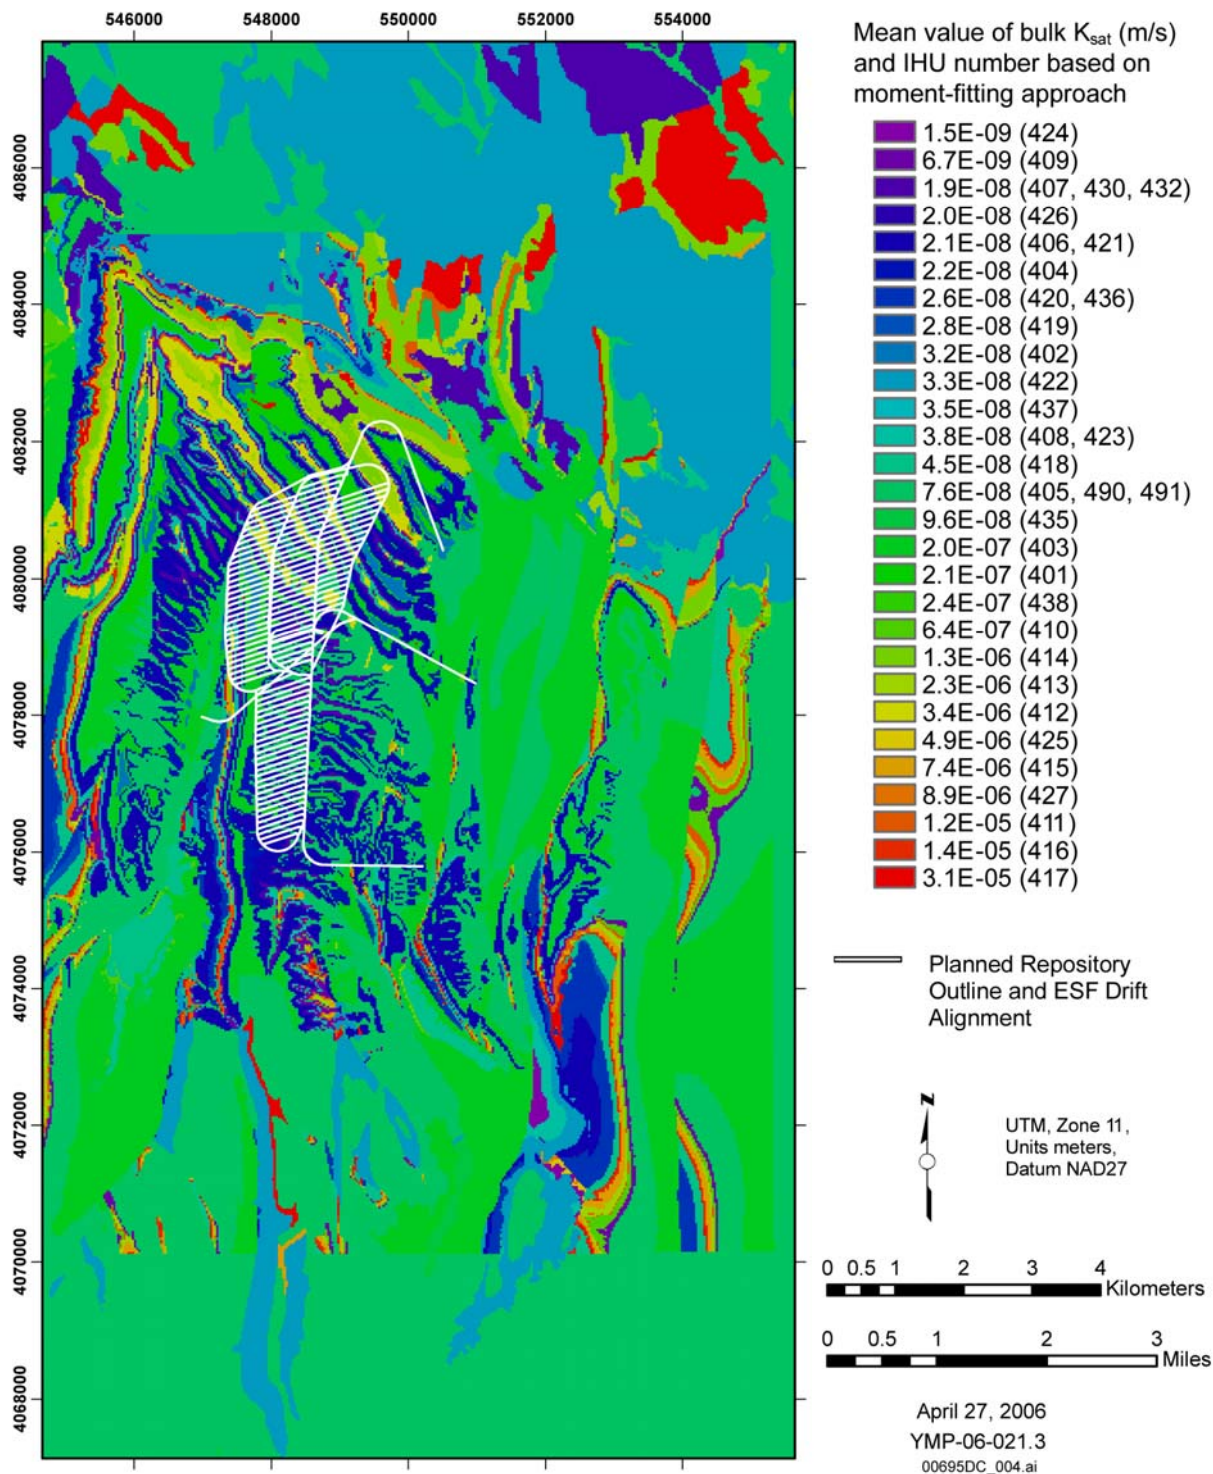 546000 548000 550000 552000 554000
4086000
4084000
4082000
4080000
4078000
4076000
4074000
4072000
4070000
4068000
Mean value of bulk Ksat (m/s)
and IHU number based on
moment-fitting approach
1.5E-09 (424)
6.7E-09 (409)
1.9E-08 (407, 430, 432)
2.0E-08 (426)
2.1E-08 (406, 421)
2.2E-08 (404)
2.6E-08 (420, 436)
2.8E-08 (419)
3.2E-08 (402)
3.3E-08 (422)
3.5E-08 (437)
3.8E-08 (408, 423)
4.5E-08 (418)
7.6E-08 (405, 490, 491)
9.6E-08 (435)
2.0E-07 (403)
2.1E-07 (401)
2.4E-07 (438)
6.4E-07 (410)
1.3E-06 (414)
2.3E-06 (413)
3.4E-06 (412)
4.9E-06 (425)
7.4E-06 (415)
8.9E-06 (427)
1.2E-05 (411)
1.4E-05 (416)
3.1E-05 (417)
Planned Repository
Outline and ESF Drift
Alignment
N
UTM, Zone 11,
Units meters,
Datum NAD27
0 0.5 1 2 3 4
Kilometers
0 0.5 1 2 3
Miles
April 27, 2006
YMP-06-021.3
00695DC_004.ai